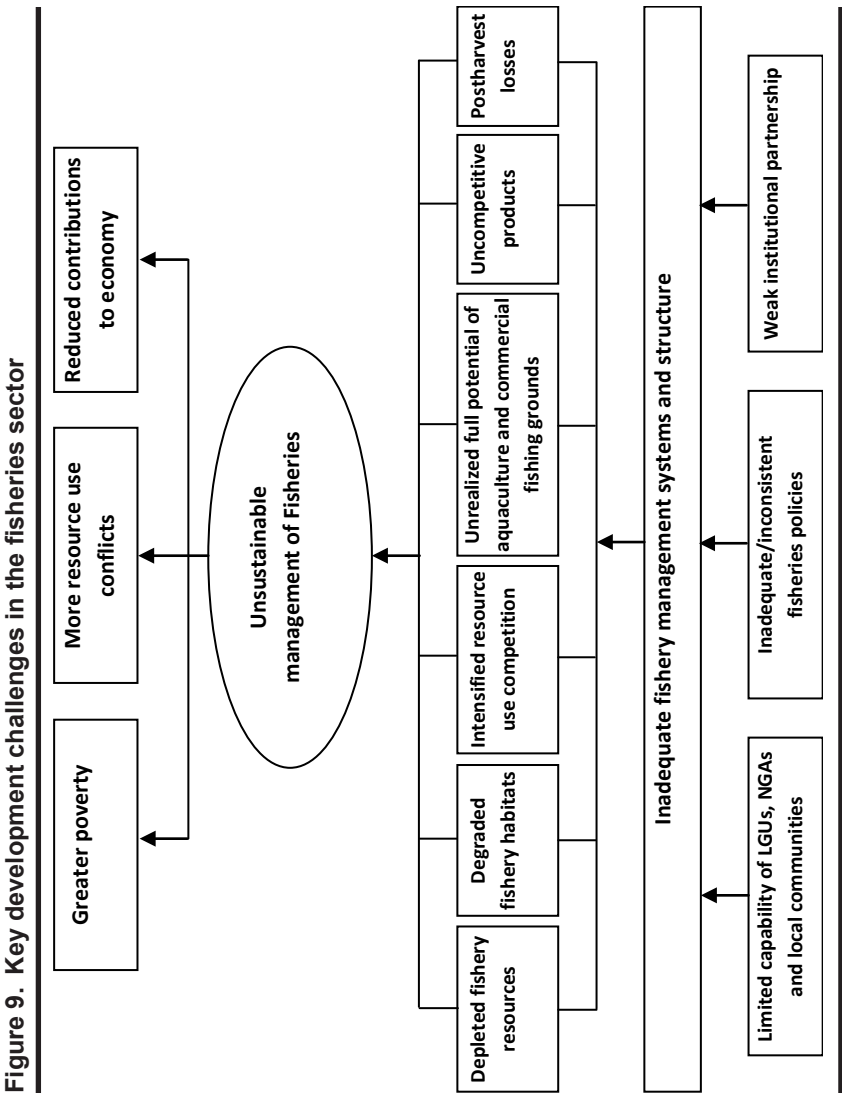 Figure 9. Key development challenges in the fisheries sector
Greater poverty
More resource use
conflicts
Reduced contributions
to economy
Unsustainable
management of Fisheries
Depleted fishery
resources
Degraded
fishery habitats
Intensified resource
use competition
Unrealized full potential of
aquaculture and commercial
fishing grounds
Uncompetitive
products
Postharvest
losses
Inadequate fishery management systems and structure
Limited capability of LGUs, NGAs
and local communities
Inadequate/inconsistent
fisheries policies
Weak institutional partnership